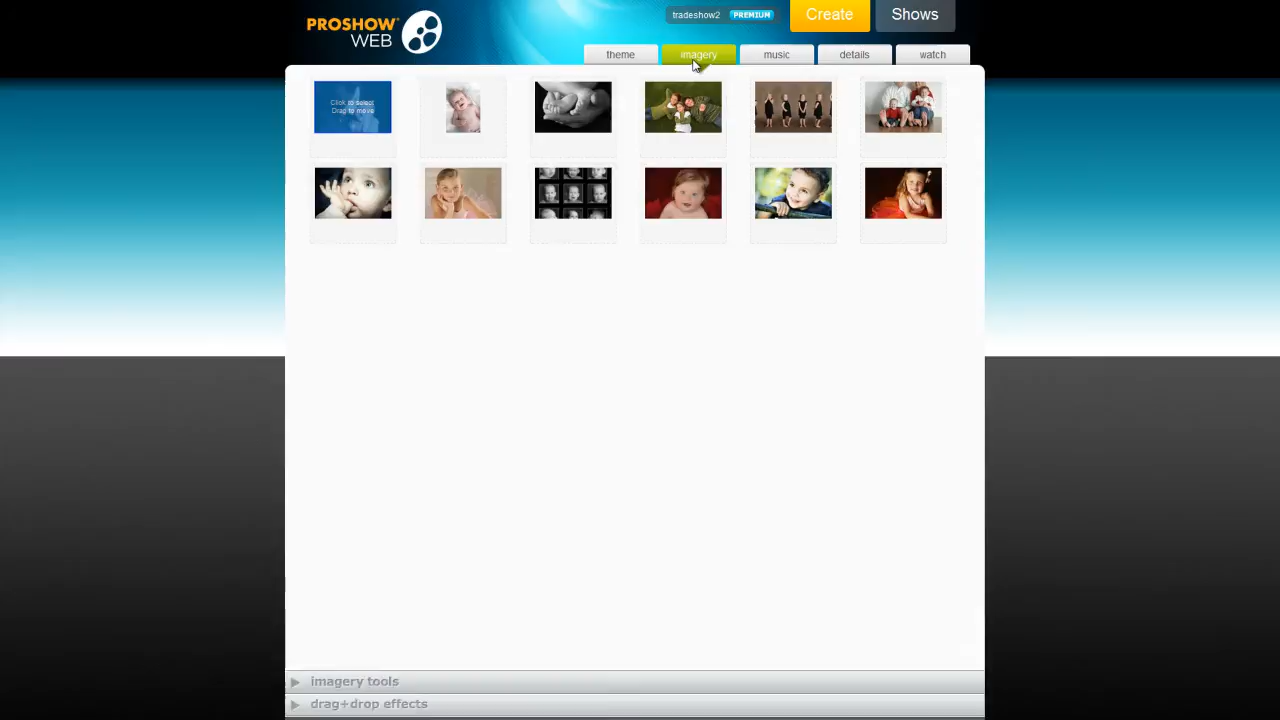 PROSHOW®
WEB
tradeshow2 PREMIUM
Create
Shows
theme
imagery
music
details
watch
Click to select
Drag to move
imagery tools
drag+drop effects